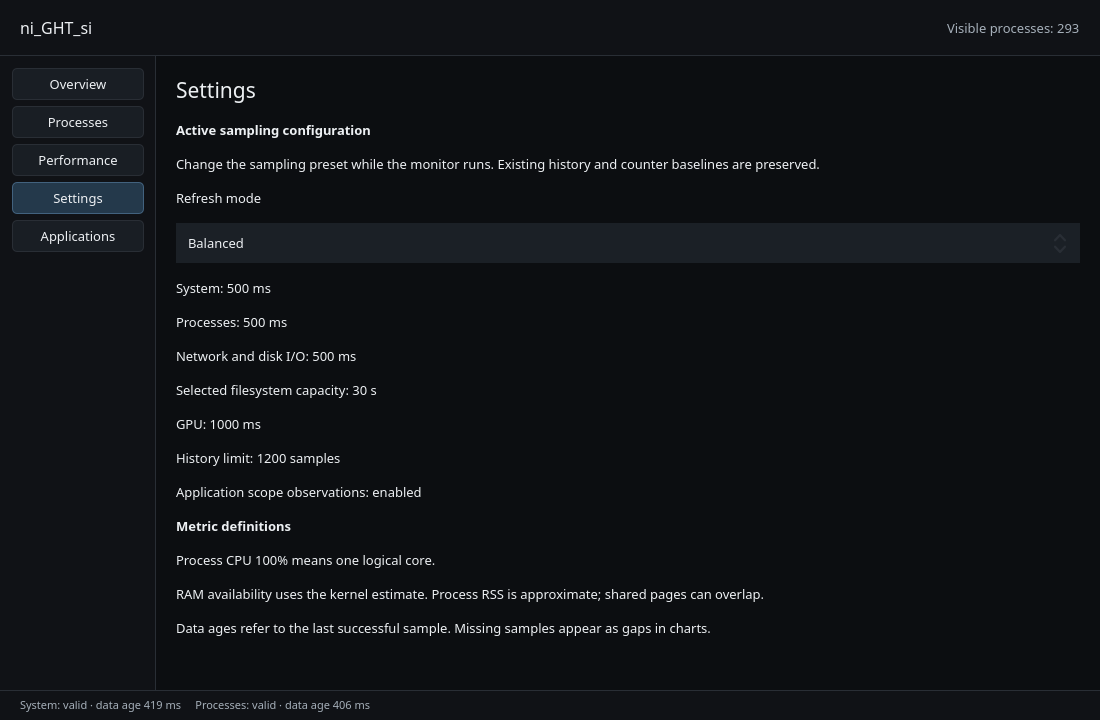 ni_GHT_si
Visible processes: 293
Overview
Processes
Performance
Settings
Applications
Settings
Active sampling configuration
Change the sampling preset while the monitor runs. Existing history and counter baselines are preserved.
Refresh mode
Balanced
System: 500 ms
Processes: 500 ms
Network and disk I/O: 500 ms
Selected filesystem capacity: 30 s
GPU: 1000 ms
History limit: 1200 samples
Application scope observations: enabled
Metric definitions
Process CPU 100% means one logical core.
RAM availability uses the kernel estimate. Process RSS is approximate; shared pages can overlap.
Data ages refer to the last successful sample. Missing samples appear as gaps in charts.
System: valid · data age 419 ms
Processes: valid · data age 406 ms